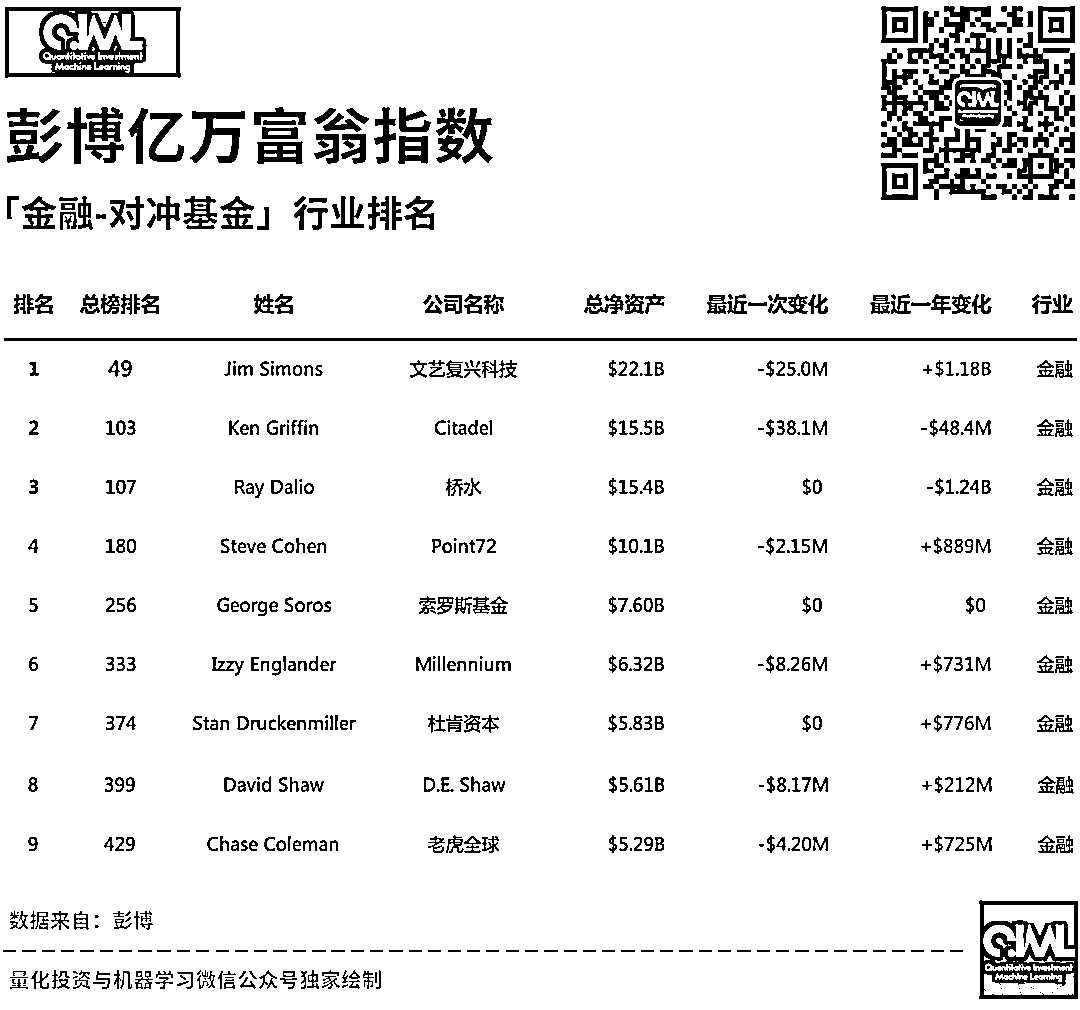 QIML
Quantitative Investment
Machine Learning
QIML
彭博亿万富翁指数
「金融-对冲基金」行业排名
排名 总榜排名 姓名 公司名称 总净资产 最近一次变化 最近一年变化 行业
1 49 Jim Simons 文艺复兴科技 $22.1B -$25.0M +$1.18B 金融
2 103 Ken Griffin Citadel $15.5B -$38.1M -$48.4M 金融
3 107 Ray Dalio 桥水 $15.4B $0 -$1.24B 金融
4 180 Steve Cohen Point72 $10.1B -$2.15M +$889M 金融
5 256 George Soros 索罗斯基金 $7.60B $0 $0 金融
6 333 Izzy Englander Millennium $6.32B -$8.26M +$731M 金融
7 374 Stan Druckenmiller 杜肯资本 $5.83B $0 +$776M 金融
8 399 David Shaw D.E. Shaw $5.61B -$8.17M +$212M 金融
9 429 Chase Coleman 老虎全球 $5.29B -$4.20M +$725M 金融
数据来自：彭博
量化投资与机器学习微信公众号独家绘制
QIML
Quantitative Investment
Machine Learning